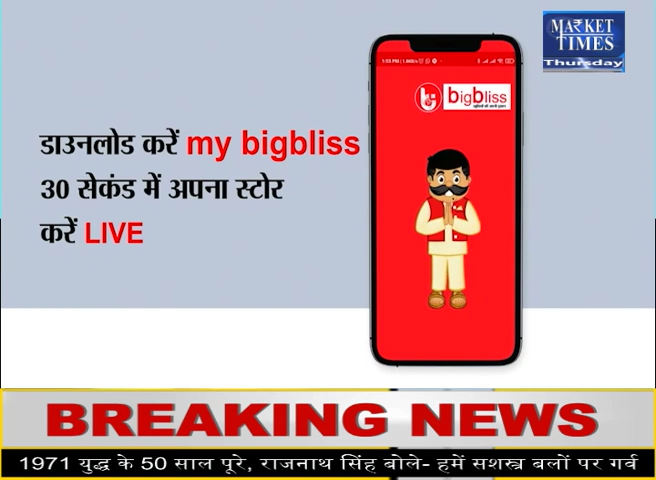 MARKET
TIMES
Thursday
bigbliss
डाउनलोड करें my bigbliss
30 सेकंड में अपना स्टोर
करें LIVE
BREAKING NEWS
1971 युद्ध के 50 साल पूरे, राजनाथ सिंह बोले- हमें सशस्त्र बलों पर गर्व